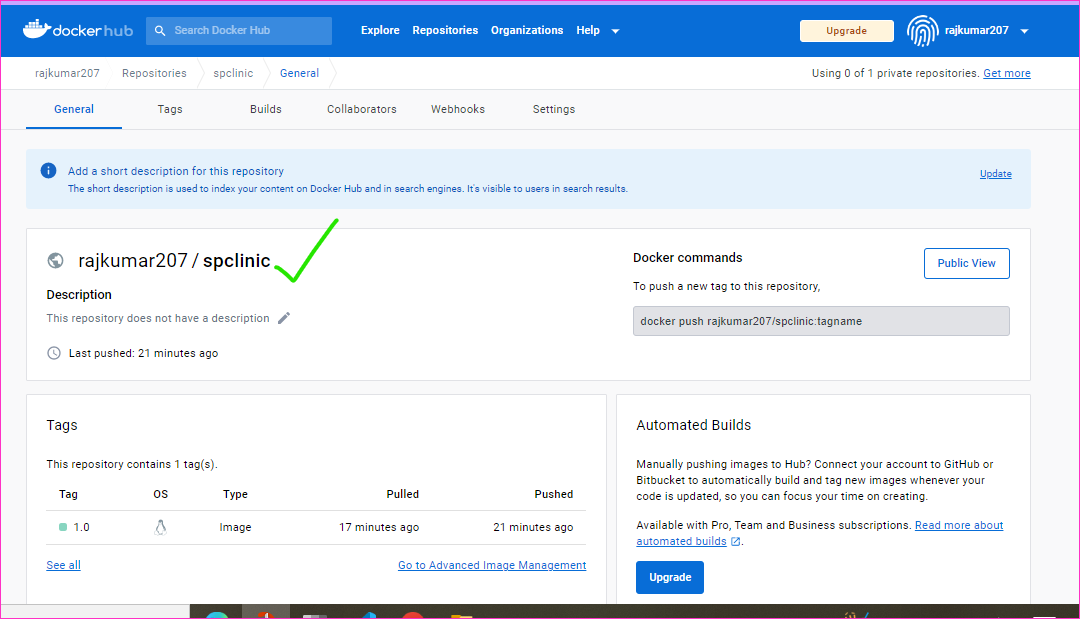 docker hub
Search Docker Hub
Explore Repositories Organizations Help
Upgrade
rajkumar207
rajkumar207 Repositories spclinic General
Using 0 of 1 private repositories. Get more
General Tags Builds Collaborators Webhooks Settings
Add a short description for this repository
The short description is used to index your content on Docker Hub and in search engines. It's visible to users in search results.
Update
rajkumar207 / spclinic
Description
This repository does not have a description
Last pushed: 21 minutes ago
Docker commands
Public View
To push a new tag to this repository,
docker push rajkumar207/spclinic:tagname
Tags
This repository contains 1 tag(s).
Tag OS Type Pulled Pushed
1.0 Image 17 minutes ago 21 minutes ago
See all
Go to Advanced Image Management
Automated Builds
Manually pushing images to Hub? Connect your account to GitHub or
Bitbucket to automatically build and tag new images whenever your
code is updated, so you can focus your time on creating.
Available with Pro, Team and Business subscriptions. Read more about
automated builds .
Upgrade